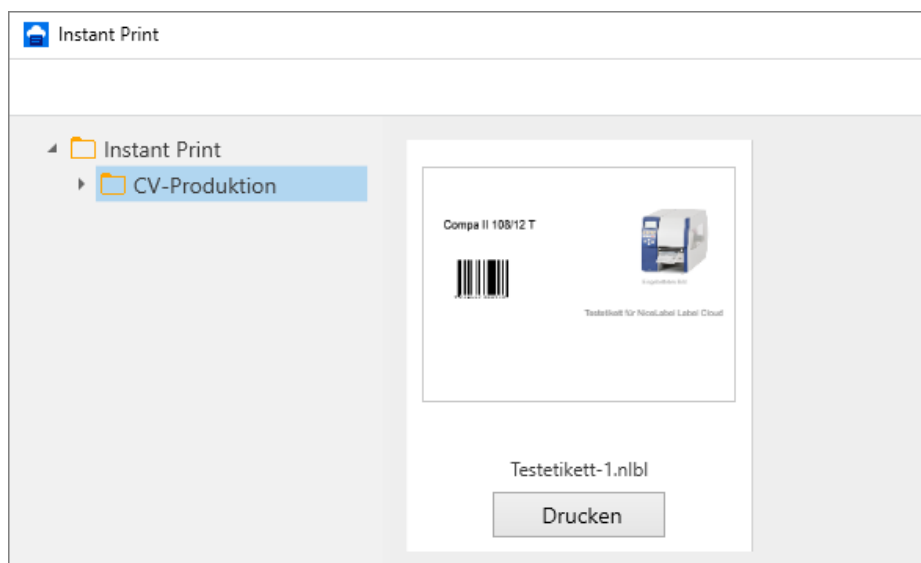 Instant Print
Instant Print
CV-Produktion
Compa II 108/12 T
Testetikett für NiceLabel Label Cloud
Testetikett-1.nlbl
Drucken